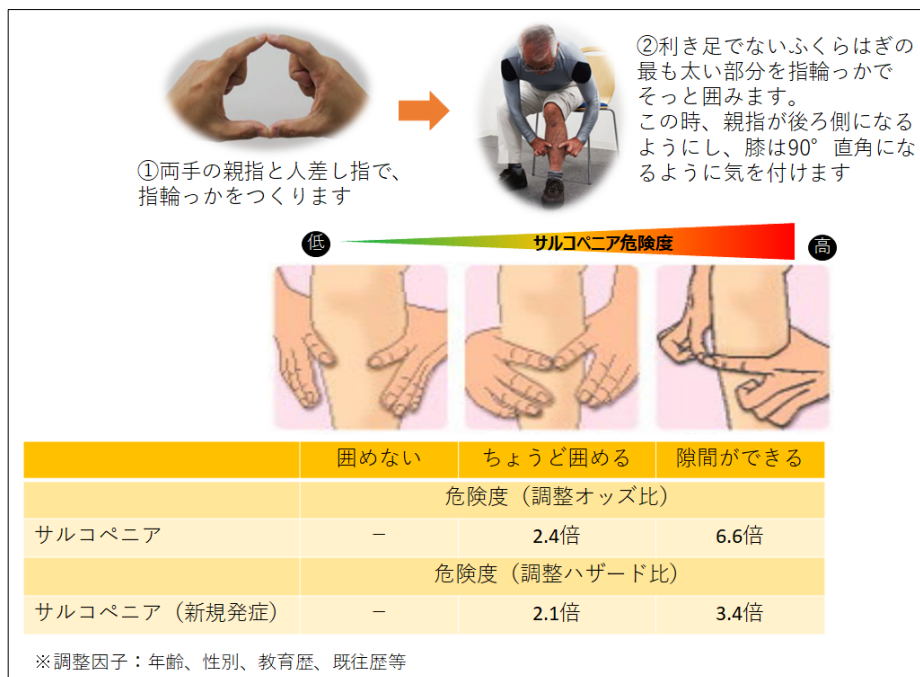 ①両手の親指と人差し指で、
指輪っかをつくります
②利き足でないふくらはぎの
最も太い部分を指輪っかで
そっと囲みます。
この時、親指が後ろ側になる
ようにし、膝は90°直角にな
るように気を付けます
低 サルコペニア危険度 高
囲めない ちょうど囲める 隙間ができる
危険度（調整オッズ比）
サルコペニア － 2.4倍 6.6倍
危険度（調整ハザード比）
サルコペニア（新規発症） － 2.1倍 3.4倍
※調整因子：年齢、性別、教育歴、既往歴等